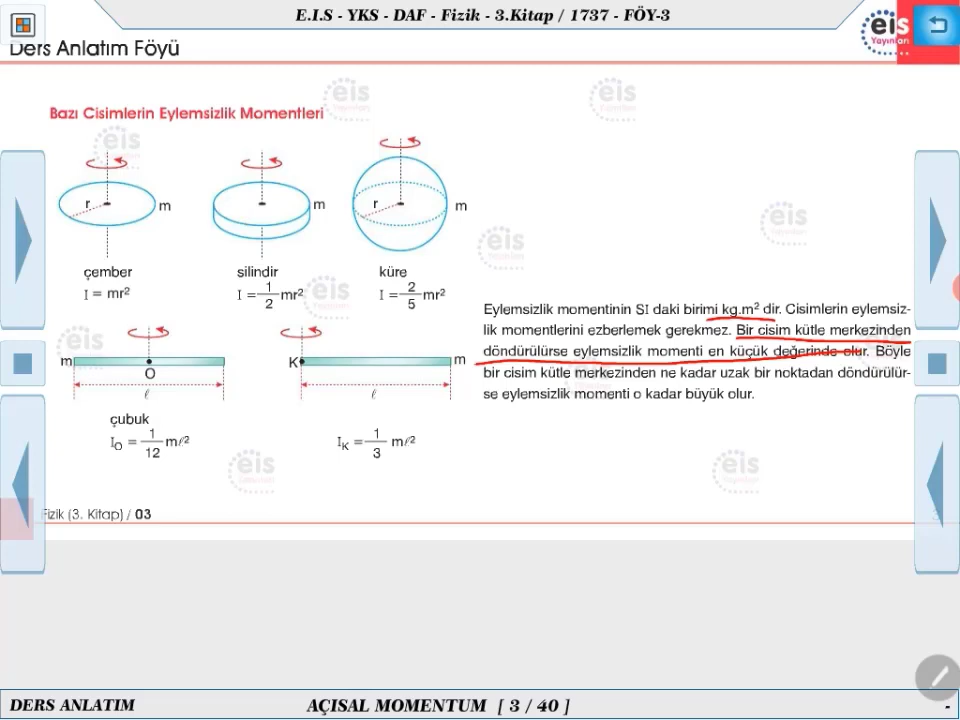 E.I.S - YKS - DAF - Fizik - 3.Kitap / 1737 - FÖY-3
eis
Yayınları
Ders Anlatım Föyü
Bazı Cisimlerin Eylemsizlik Momentleri
r
m
m
r
m
çember
silindir
küre
I = mr²
I = 1/2 mr²
I = 2/5 mr²
m
O
ℓ
K
m
ℓ
çubuk
I_O = 1/12 mℓ²
I_K = 1/3 mℓ²
Eylemsizlik momentinin SI daki birimi kg.m² dir. Cisimlerin eylemsiz-
lik momentlerini ezberlemek gerekmez. Bir cisim kütle merkezinden
döndürülürse eylemsizlik momenti en küçük değerinde olur. Böyle
bir cisim kütle merkezinden ne kadar uzak bir noktadan döndürülür-
se eylemsizlik momenti o kadar büyük olur.
Fizik (3. Kitap) / 03
3
DERS ANLATIM
AÇISAL MOMENTUM [ 3 / 40 ]
-